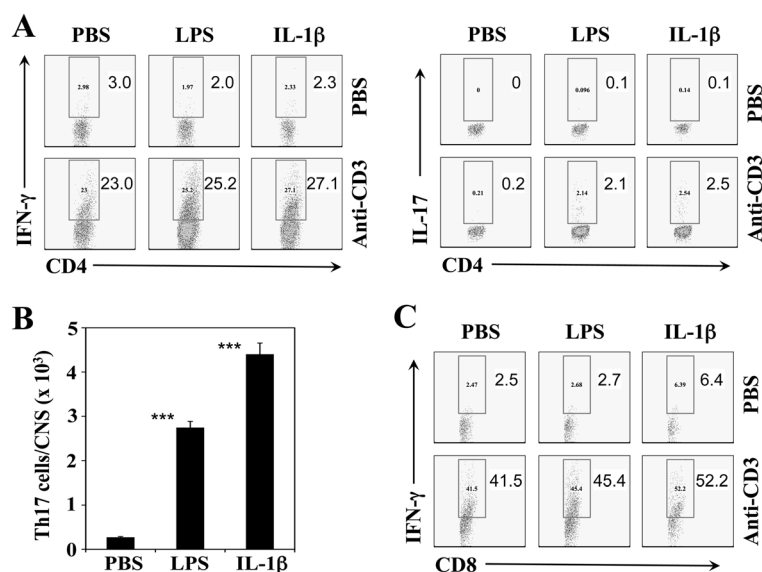 A
PBS LPS IL-1β
2.98 3.0 1.97 2.0 2.33 2.3 PBS
23 23.0 25.2 25.2 27.1 27.1 Anti-CD3
IFN-γ
CD4
PBS LPS IL-1β
0 0 0.096 0.1 0.14 0.1 PBS
0.21 0.2 2.14 2.1 2.54 2.5 Anti-CD3
IL-17
CD4
B
Th17 cells/CNS (x 10³)
5
4
3
2
1
0
*** ***
PBS LPS IL-1β
C
PBS LPS IL-1β
2.47 2.5 2.68 2.7 6.39 6.4 PBS
41.5 41.5 45.4 45.4 52.2 52.2 Anti-CD3
IFN-γ
CD8